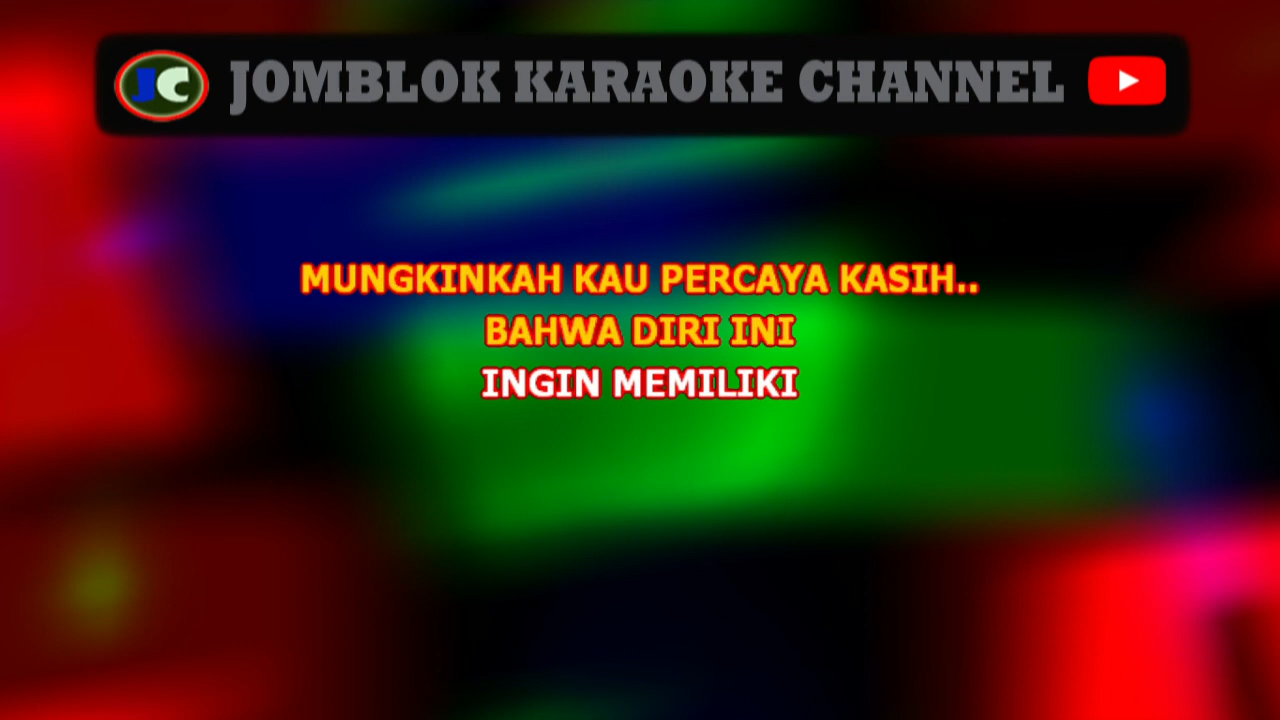 JC JOMBLOK KARAOKE CHANNEL
MUNGKINKAH KAU PERCAYA KASIH..
BAHWA DIRI INI
INGIN MEMILIKI